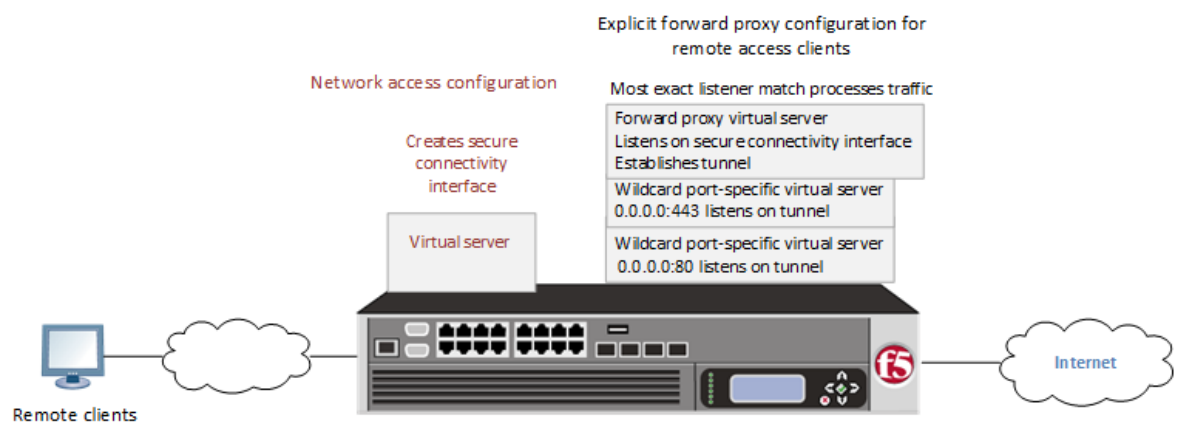 Explicit forward proxy configuration for
remote access clients
Network access configuration
Most exact listener match processes traffic
Forward proxy virtual server
Listens on secure connectivity interface
Establishes tunnel
Creates secure
connectivity
interface
Wildcard port-specific virtual server
0.0.0.0:443 listens on tunnel
Virtual server
Wildcard port-specific virtual server
0.0.0.0:80 listens on tunnel
f5
Internet
Remote clients